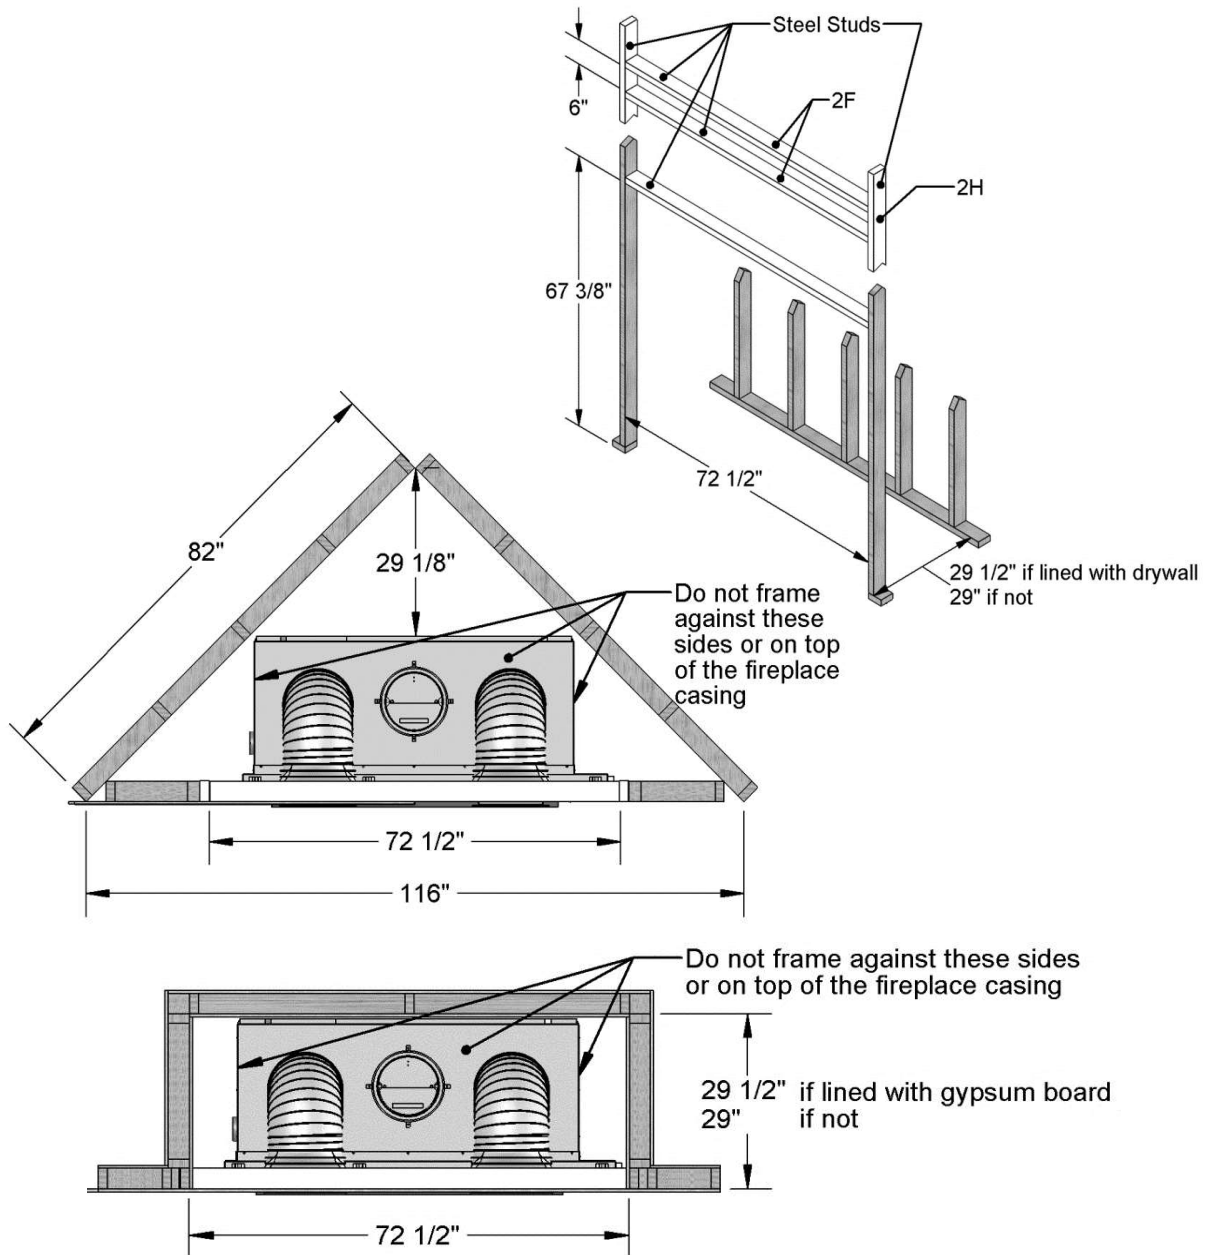 Steel Studs
6"
2F
2H
67 3/8"
72 1/2"
29 1/2" if lined with drywall
29" if not
82"
29 1/8"
Do not frame
against these
sides or on top
of the fireplace
casing
72 1/2"
116"
Do not frame against these sides
or on top of the fireplace casing
29 1/2" if lined with gypsum board
29" if not
72 1/2"